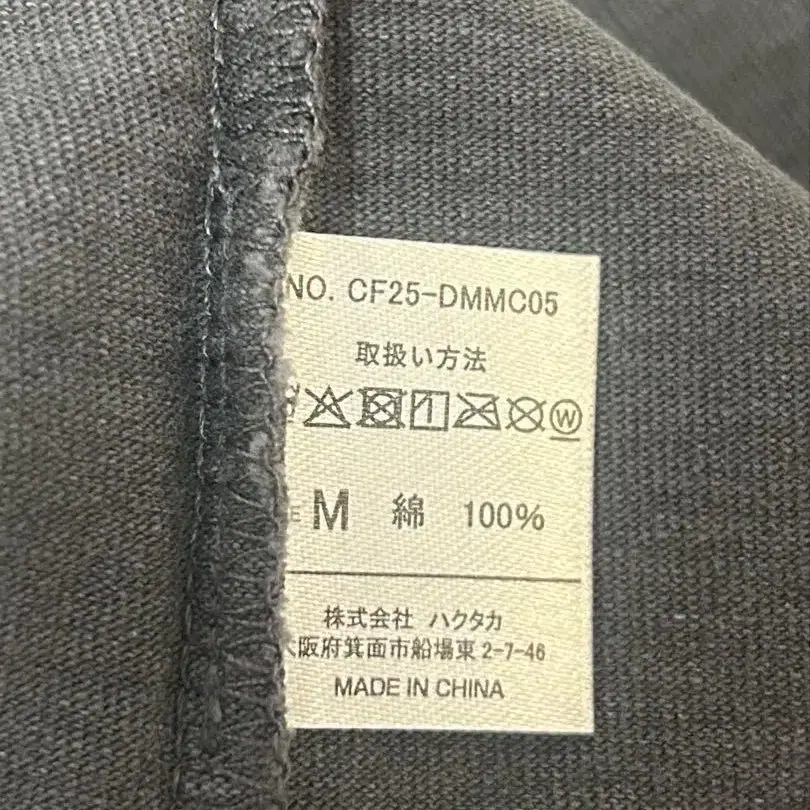 NO. CF25-DMMC05
取扱い方法
W
M 綿 100%
株式会社 ハクタカ
阪府箕面市船場東2-7-46
MADE IN CHINA